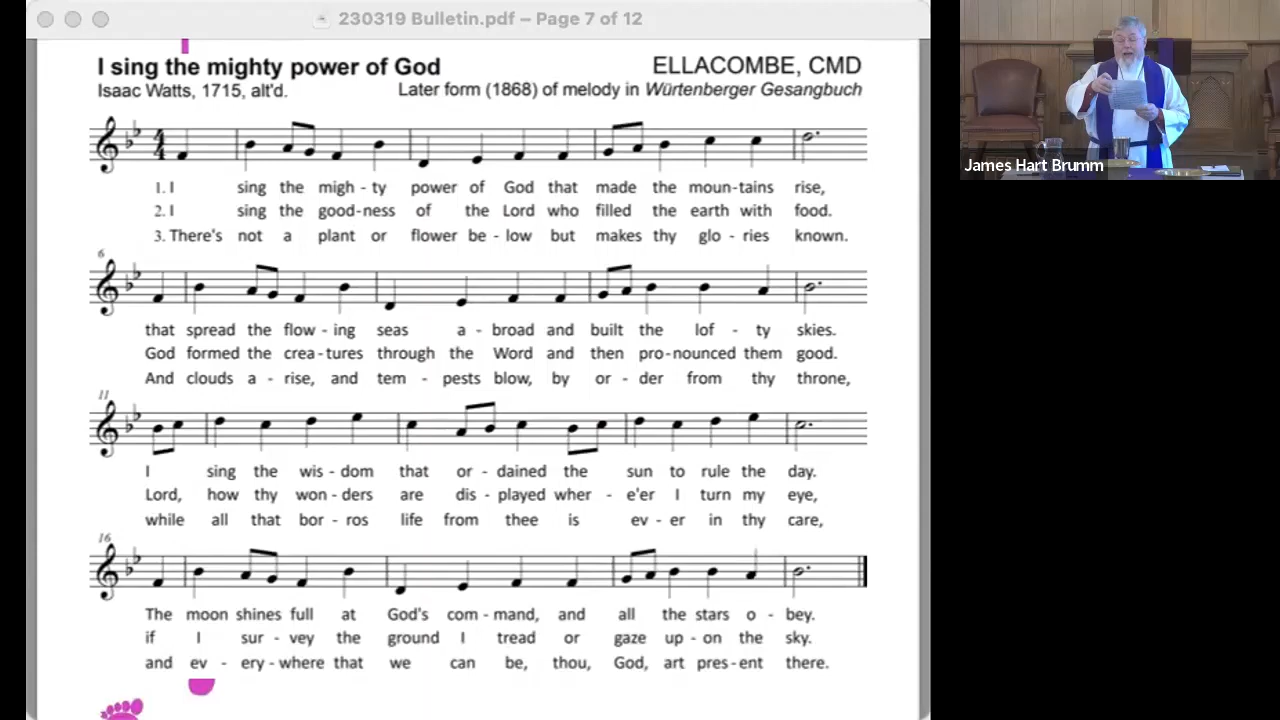 230319 Bulletin.pdf – Page 7 of 12
I sing the mighty power of God
ELLACOMBE, CMD
Isaac Watts, 1715, alt'd.
Later form (1868) of melody in Würtenberger Gesangbuch
4
4
1. I sing the migh - ty power of God that made the moun - tains rise,
2. I sing the good - ness of the Lord who filled the earth with food.
3. There's not a plant or flower be - low but makes thy glo - ries known.
6
that spread the flow - ing seas a - broad and built the lof - ty skies.
God formed the crea - tures through the Word and then pro - nounced them good.
And clouds a - rise, and tem - pests blow, by or - der from thy throne,
11
I sing the wis - dom that or - dained the sun to rule the day.
Lord, how thy won - ders are dis - played wher - e'er I turn my eye,
while all that bor - ros life from thee is ev - er in thy care,
16
The moon shines full at God's com - mand, and all the stars o - bey.
if I sur - vey the ground I tread or gaze up - on the sky.
and ev - ery - where that we can be, thou, God, art pres - ent there.
James Hart Brumm